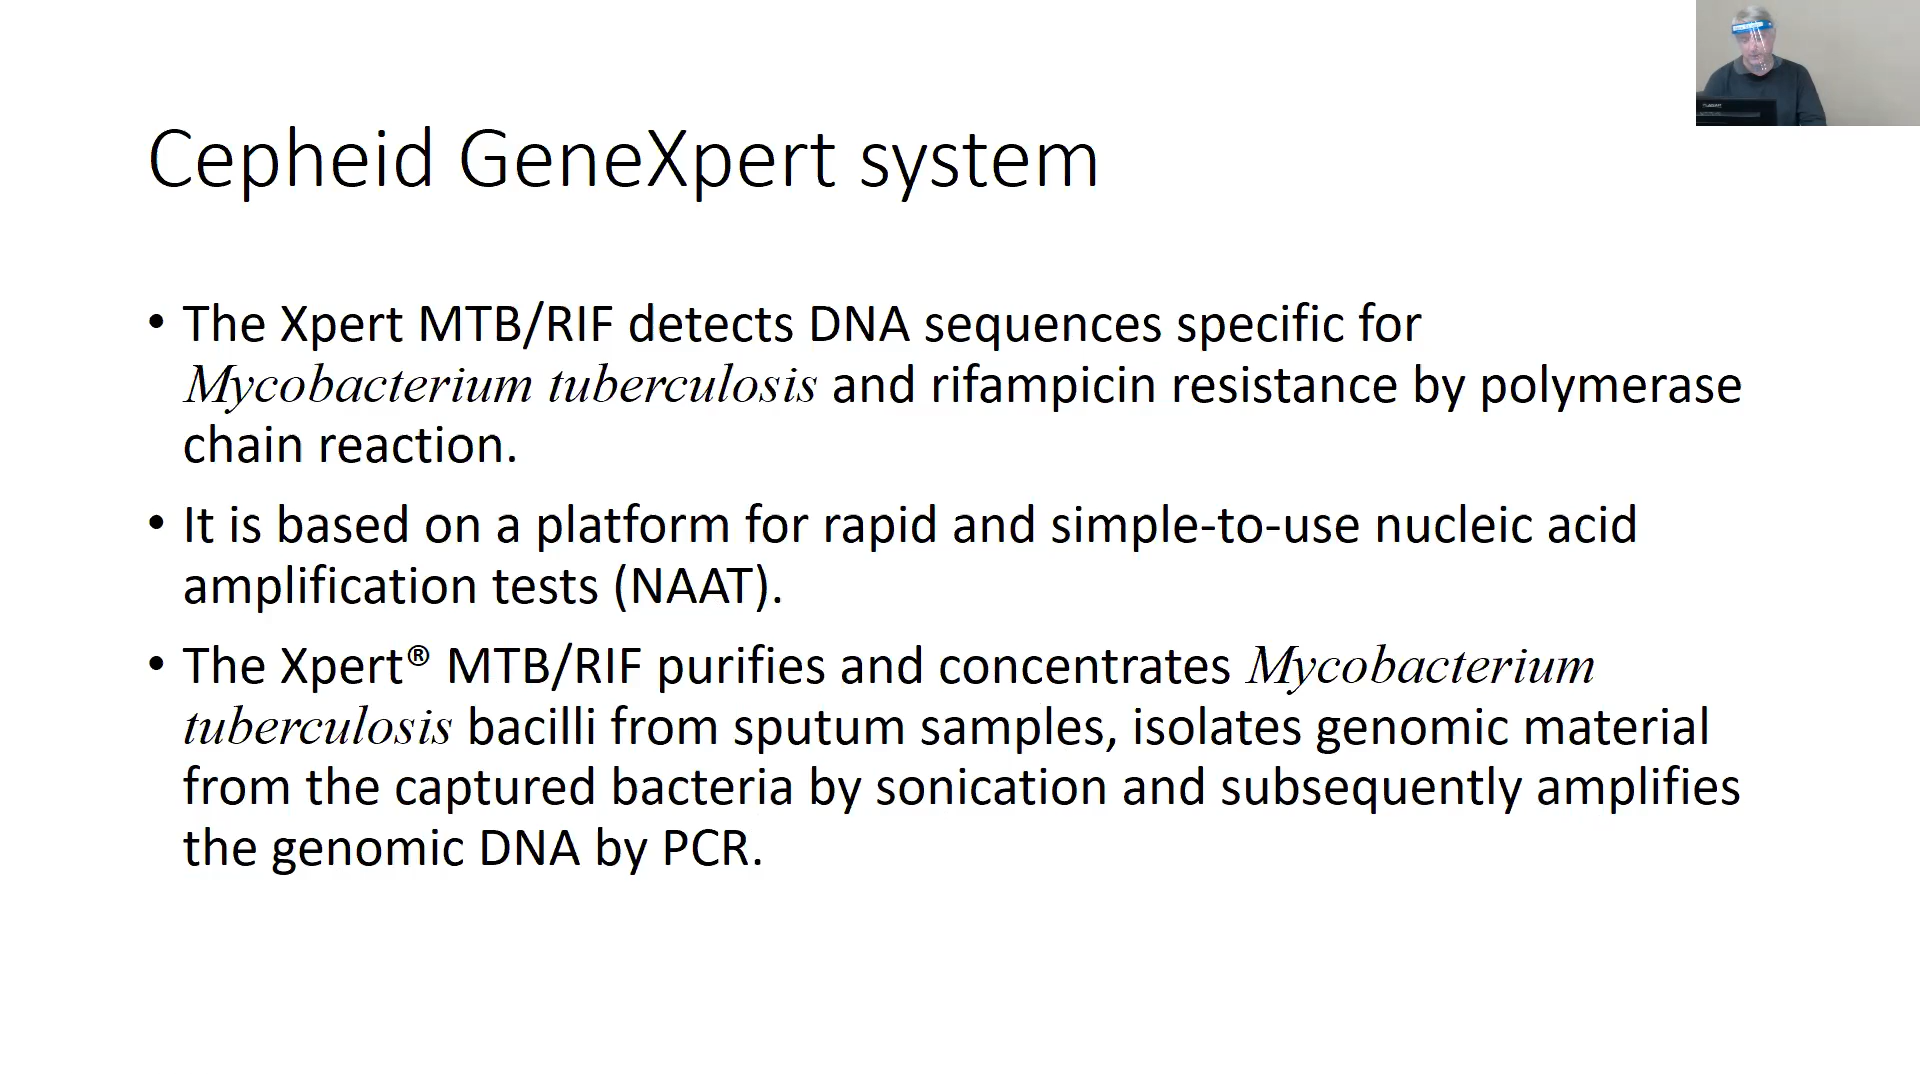 Cepheid GeneXpert system
• The Xpert MTB/RIF detects DNA sequences specific for
Mycobacterium tuberculosis and rifampicin resistance by polymerase
chain reaction.
• It is based on a platform for rapid and simple-to-use nucleic acid
amplification tests (NAAT).
• The Xpert® MTB/RIF purifies and concentrates Mycobacterium
tuberculosis bacilli from sputum samples, isolates genomic material
from the captured bacteria by sonication and subsequently amplifies
the genomic DNA by PCR.